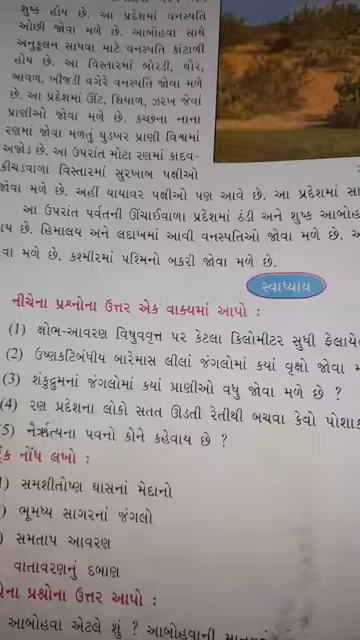 શુષ્ક હોય છે. આ પ્રદેશમાં વનસ્પતિ
ઓછી જોવા મળે છે. આબોહવા સાથે
અનુકૂલન સાધવા માટે વનસ્પતિ કાંટાળી
હોય છે. આ વિસ્તારમાં બોરડી, થોર,
બાવળ, ખીજડી વગેરે વનસ્પતિ જોવા મળે
છે. આ પ્રદેશમાં ઊંટ, શિયાળ, ઝરખ જેવાં
પ્રાણીઓ જોવા મળે છે. કચ્છના નાના
રણમાં જોવા મળતું ઘુડખર પ્રાણી વિશ્વમાં
અજોડ છે. આ ઉપરાંત મોટા રણમાં કાદવ-
કીચડવાળા વિસ્તારમાં સુરખાબ પક્ષીઓ
જોવા મળે છે. અહીં યાયાવર પક્ષીઓ પણ આવે છે. આ પ્રદેશમાં
આ ઉપરાંત પર્વતની ઊંચાઈવાળા પ્રદેશમાં ઠંડી અને શુષ્ક
છે. હિમાલય અને લદાખમાં આવી વનસ્પતિઓ જોવા મળે છે.
મળે છે. કશ્મીરમાં પશ્મિનો બકરી જોવા મળે છે.
સ્વાધ્યાય
નીચેના પ્રશ્નોના ઉત્તર એક વાક્યમાં આપો :
(1) ક્ષોભ-આવરણ વિષુવવૃત્ત પર કેટલા કિલોમીટર સુધી
(2) ઉષ્ણકટિબંધીય બારેમાસ લીલાં જંગલોમાં કયાં વૃક્ષો જોવા
(3) શંકુદ્રુમનાં જંગલોમાં કયાં પ્રાણીઓ વધુ જોવા મળે છે ?
(4) રણ પ્રદેશના લોકો સતત ઊડતી રેતીથી બચવા કેવો
5) નૈર્ઋત્યના પવનો કોને કહેવાય છે ?
નોંધ લખો :
) સમશીતોષ્ણ ઘાસનાં મેદાનો
) ભૂમધ્ય સાગરનાં જંગલો
) સમતાપ આવરણ
વાતાવરણનું દબાણ
પ્રશ્નોના ઉત્તર આપો :
આબોહવા એટલે શું ? આબોહવાની